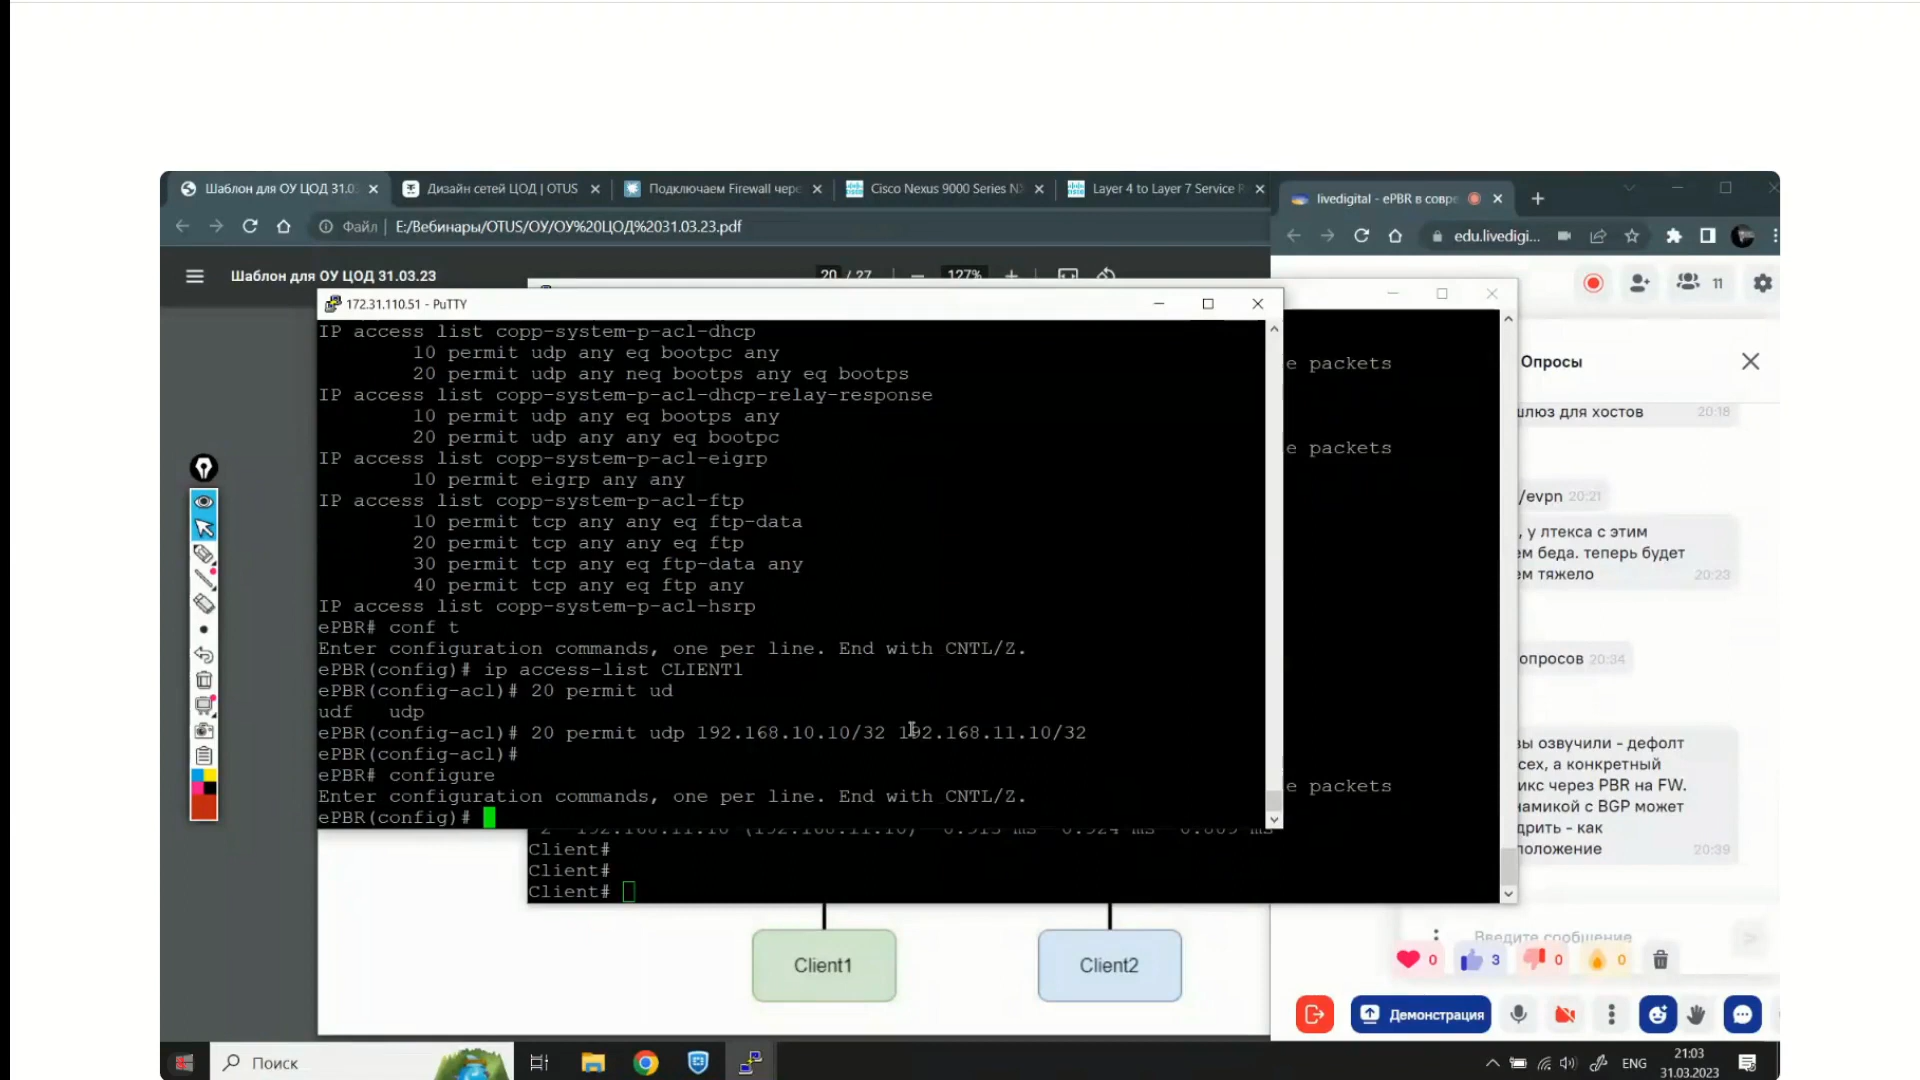 Шаблон для ОУ ЦОД 31.0
Дизайн сетей ЦОД | OTUS
Подключаем Firewall чере
Cisco Nexus 9000 Series N
Layer 4 to Layer 7 Service
livedigital - ePBR в совр
Файл
E:/Вебинары/OTUS/ОУ/ОУ%20ЦОД%2031.03.23.pdf
edu.livedigi...
Шаблон для ОУ ЦОД 31.03.23
20 / 27
127%
11
172.31.110.51 - PuTTY
IP access list copp-system-p-acl-dhcp
10 permit udp any eq bootpc any
20 permit udp any neq bootps any eq bootps
IP access list copp-system-p-acl-dhcp-relay-response
10 permit udp any eq bootps any
20 permit udp any any eq bootpc
IP access list copp-system-p-acl-eigrp
10 permit eigrp any any
IP access list copp-system-p-acl-ftp
10 permit tcp any any eq ftp-data
20 permit tcp any any eq ftp
30 permit tcp any eq ftp-data any
40 permit tcp any eq ftp any
IP access list copp-system-p-acl-hsrp
ePBR# conf t
Enter configuration commands, one per line. End with CNTL/Z.
ePBR(config)# ip access-list CLIENT1
ePBR(config-acl)# 20 permit ud
udf udp
ePBR(config-acl)# 20 permit udp 192.168.10.10/32 192.168.11.10/32
ePBR(config-acl)#
ePBR# configure
Enter configuration commands, one per line. End with CNTL/Z.
ePBR(config)#
e packets
e packets
e packets
Client#
Client#
Client#
Client1
Client2
Опросы
шлюз для хостов 20:18
/evpn 20:21
, у лтекса с этим
ем беда. теперь будет
ем тяжело 20:23
опросов 20:34
вы озвучили - дефолт
сех, а конкретный
икс через PBR на FW.
намикой с BGP может
дрить - как
положение 20:39
Введите сообщение
0
3
0
0
Демонстрация
Поиск
ENG
21:03
31.03.2023